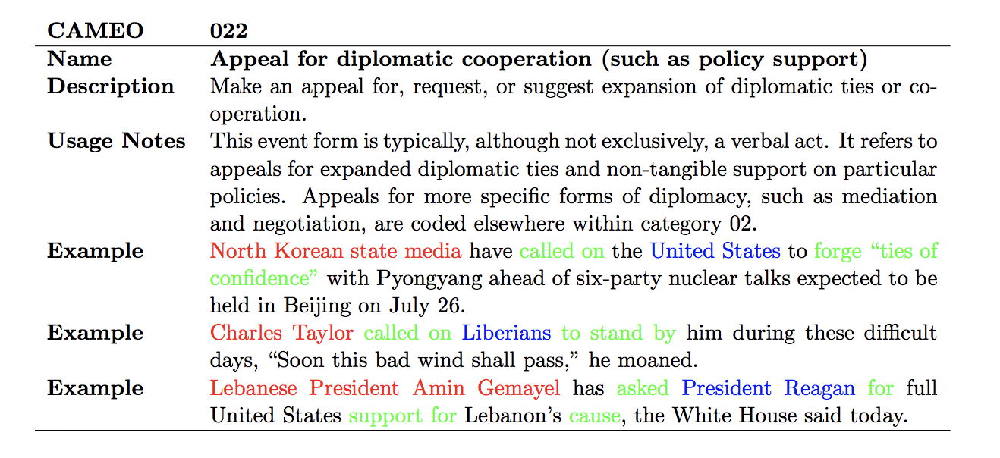 CAMEO 022
Name Appeal for diplomatic cooperation (such as policy support)
Description Make an appeal for, request, or suggest expansion of diplomatic ties or co-
operation.
Usage Notes This event form is typically, although not exclusively, a verbal act. It refers to
appeals for expanded diplomatic ties and non-tangible support on particular
policies. Appeals for more specific forms of diplomacy, such as mediation
and negotiation, are coded elsewhere within category 02.
Example North Korean state media have called on the United States to forge “ties of
confidence” with Pyongyang ahead of six-party nuclear talks expected to be
held in Beijing on July 26.
Example Charles Taylor called on Liberians to stand by him during these difficult
days, “Soon this bad wind shall pass,” he moaned.
Example Lebanese President Amin Gemayel has asked President Reagan for full
United States support for Lebanon’s cause, the White House said today.